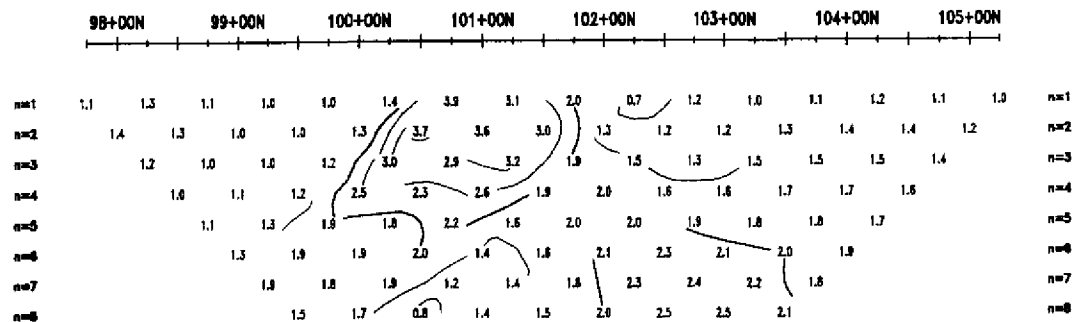 98+00N 99+00N 100+00N 101+00N 102+00N 103+00N 104+00N 105+00N
n=1 1.1 1.3 1.1 1.0 1.0 1.4 3.9 3.1 2.0 0.7 1.2 1.0 1.1 1.2 1.1 1.0 n=1
n=2 1.4 1.3 1.0 1.0 1.3 3.7 3.6 3.0 1.3 1.2 1.2 1.3 1.4 1.4 1.2 n=2
n=3 1.2 1.0 1.0 1.2 3.0 2.9 3.2 1.9 1.5 1.3 1.5 1.5 1.5 1.4 n=3
n=4 1.0 1.1 1.2 2.5 2.3 2.6 1.9 2.0 1.6 1.6 1.7 1.7 1.6 n=4
n=5 1.1 1.3 1.8 2.2 1.6 2.0 2.0 1.9 1.8 1.8 1.7 n=5
n=6 1.3 1.9 1.9 2.0 1.4 1.6 2.1 2.3 2.1 2.0 1.9 n=6
n=7 1.9 1.8 1.9 1.2 1.4 1.8 2.3 2.4 2.2 1.8 n=7
n=8 1.5 1.7 0.8 1.4 1.5 2.0 2.5 2.5 2.1 n=8